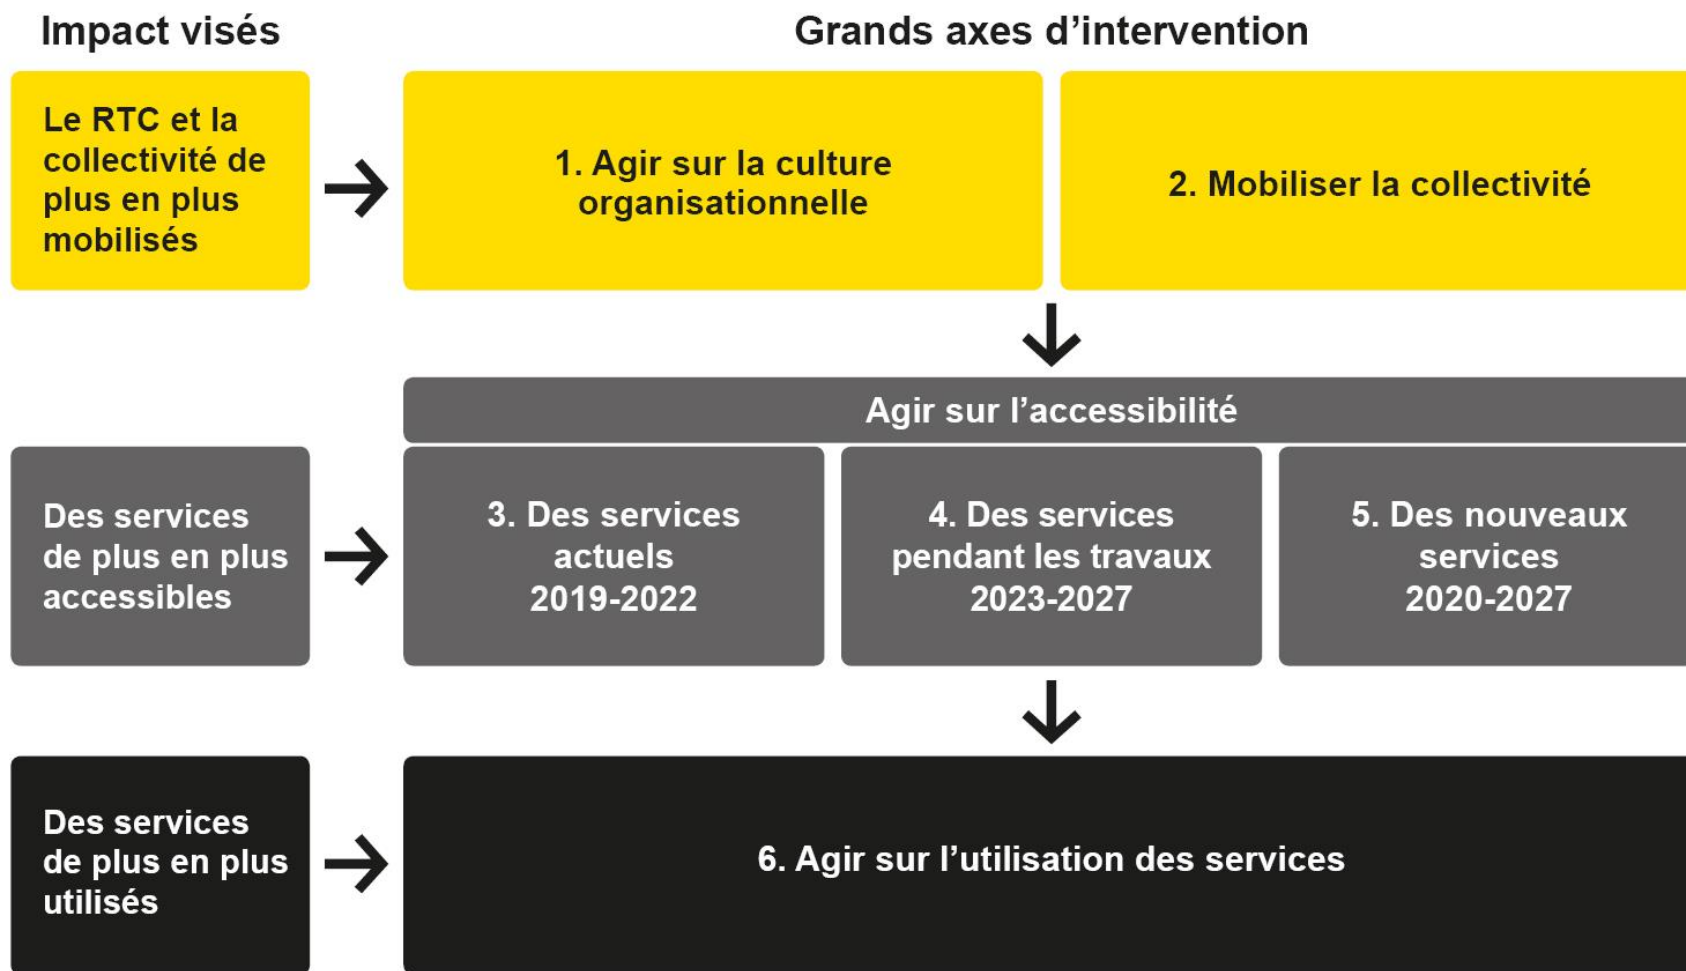 Impact visés
Grands axes d’intervention
Le RTC et la
collectivité de
plus en plus
mobilisés
1. Agir sur la culture
organisationnelle
2. Mobiliser la collectivité
Agir sur l’accessibilité
Des services
de plus en plus
accessibles
3. Des services
actuels
2019-2022
4. Des services
pendant les travaux
2023-2027
5. Des nouveaux
services
2020-2027
Des services
de plus en plus
utilisés
6. Agir sur l’utilisation des services